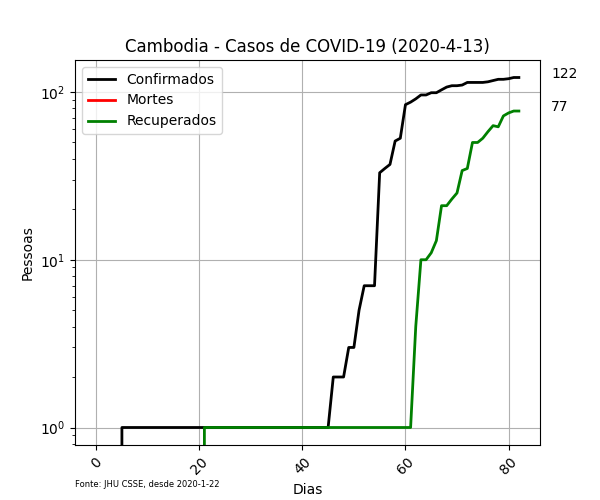 Cambodia - Casos de COVID-19 (2020-4-13)
Confirmados
Mortes
Recuperados
122
77
10²
10¹
10⁰
Pessoas
0
20
40
60
80
Dias
Fonte: JHU CSSE, desde 2020-1-22